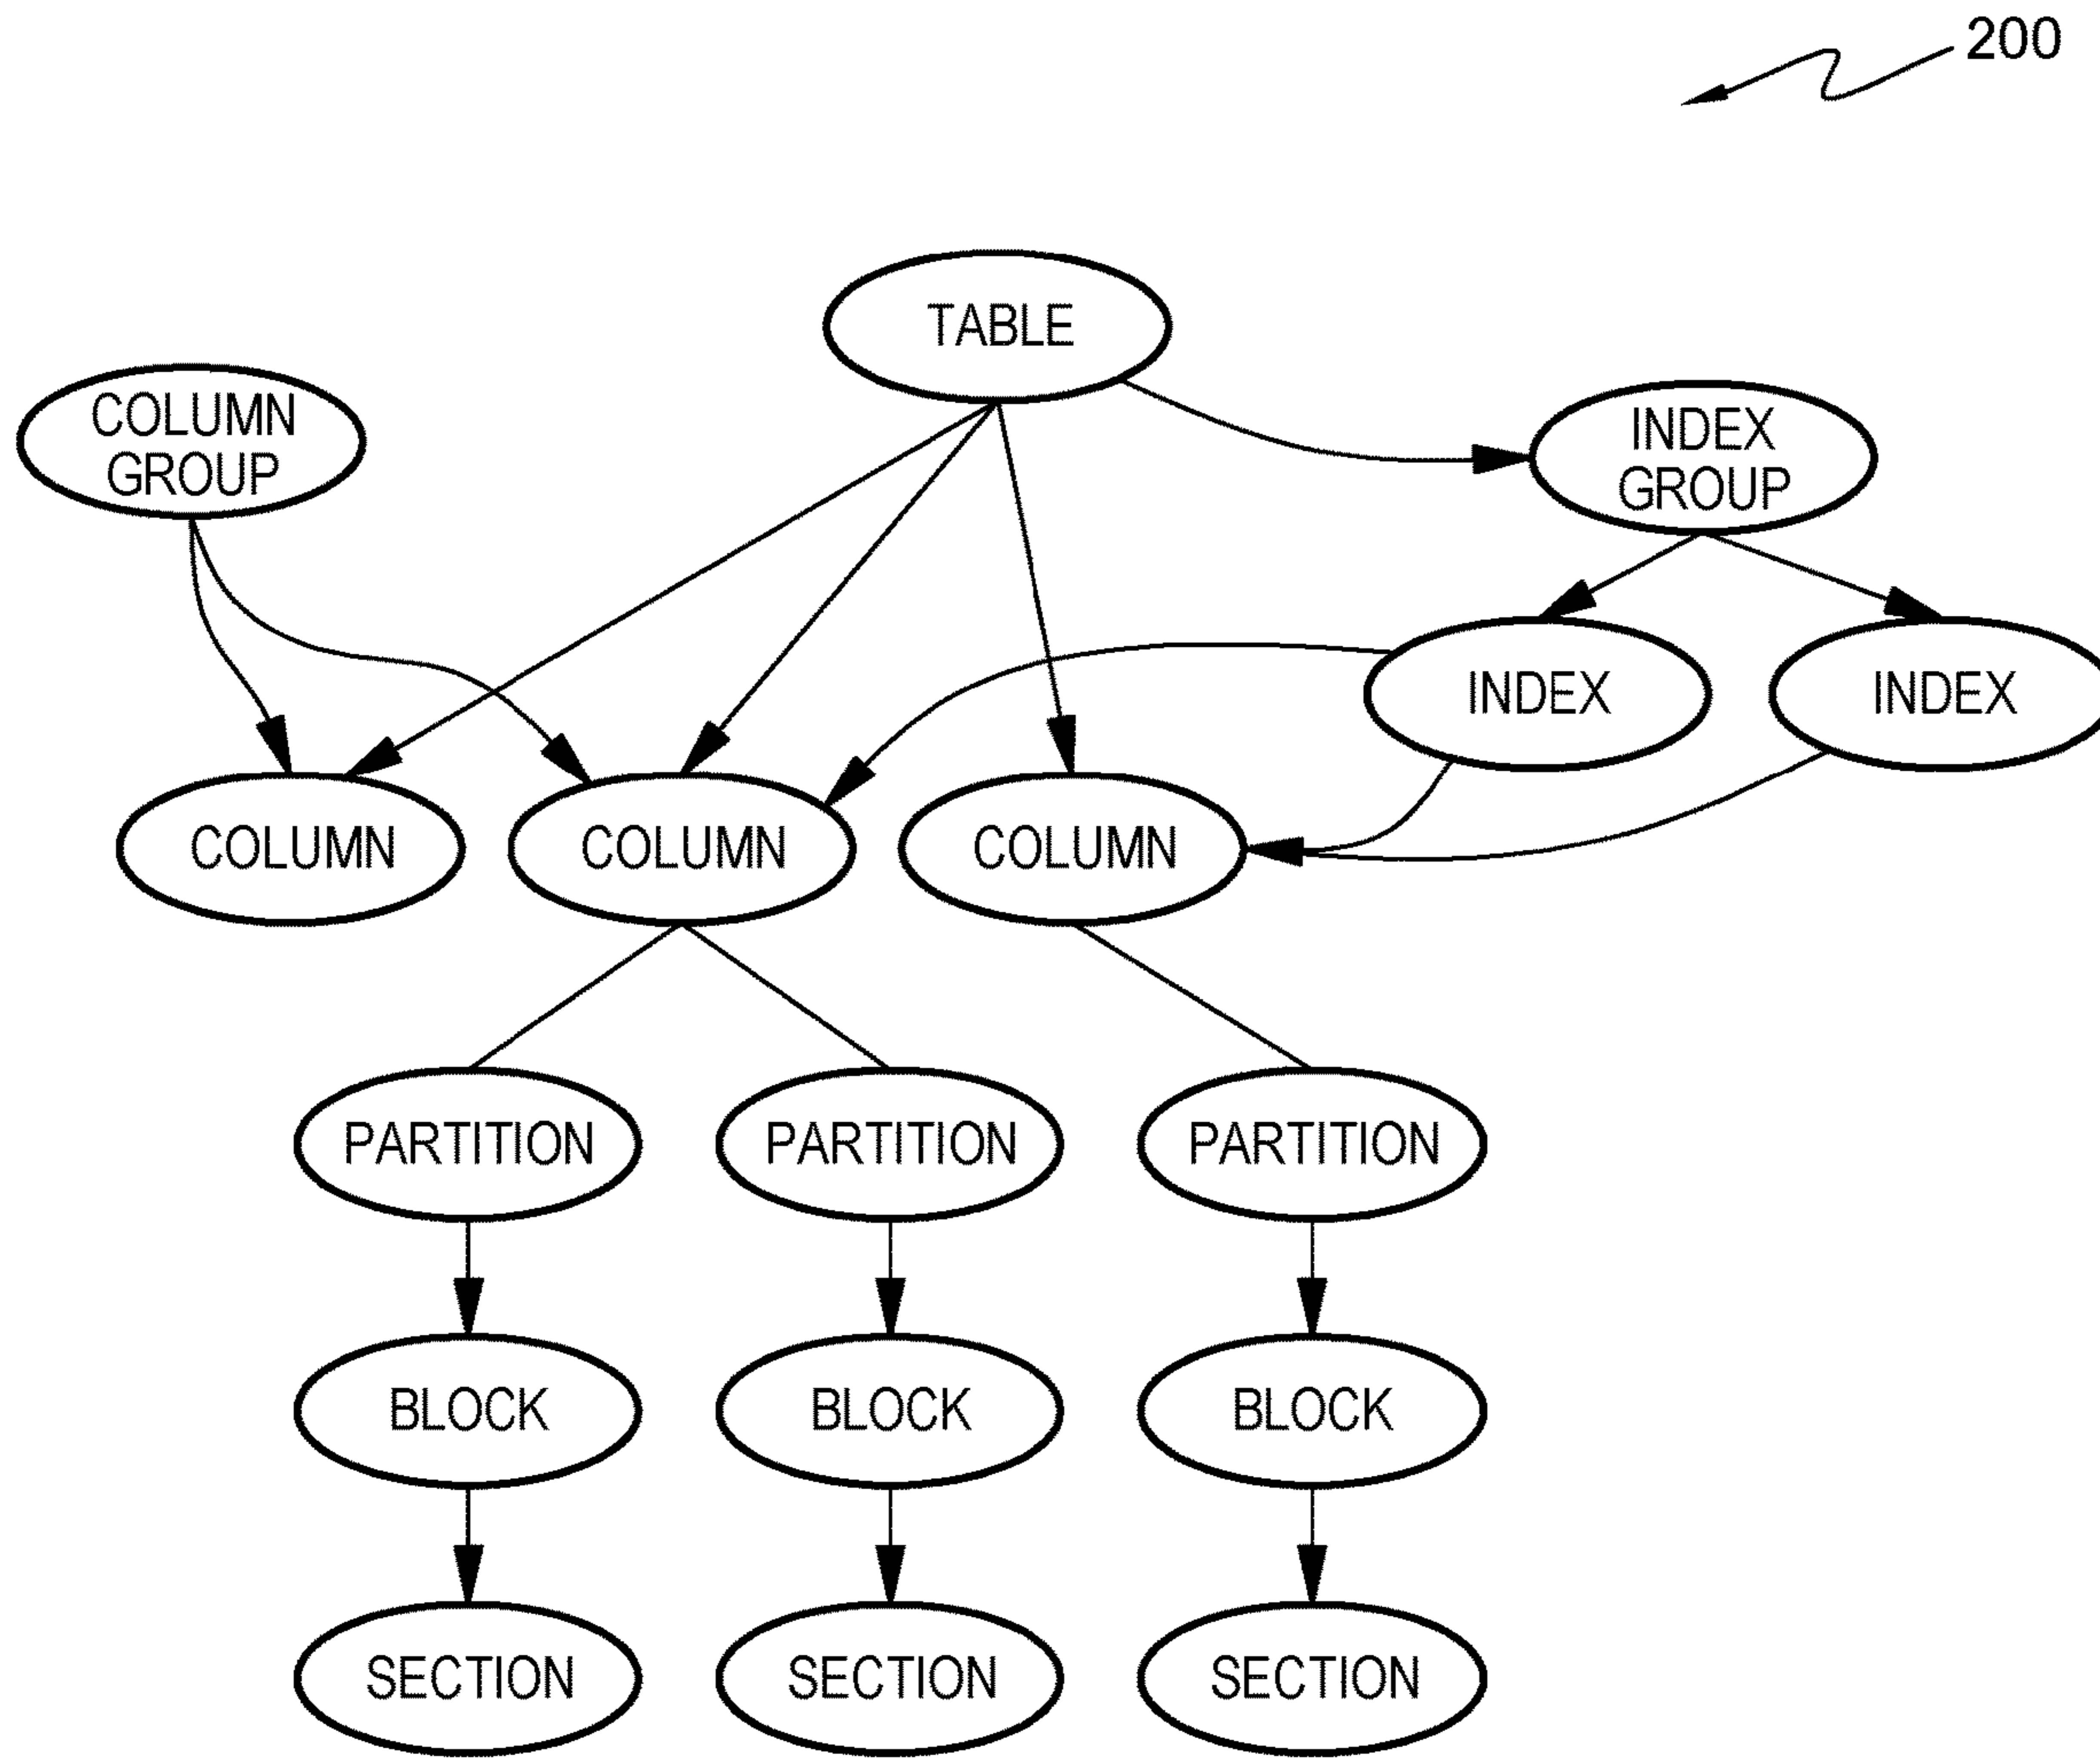 200
TABLE
COLUMN
GROUP
INDEX
GROUP
INDEX
INDEX
COLUMN
COLUMN
COLUMN
PARTITION
PARTITION
PARTITION
BLOCK
BLOCK
BLOCK
SECTION
SECTION
SECTION